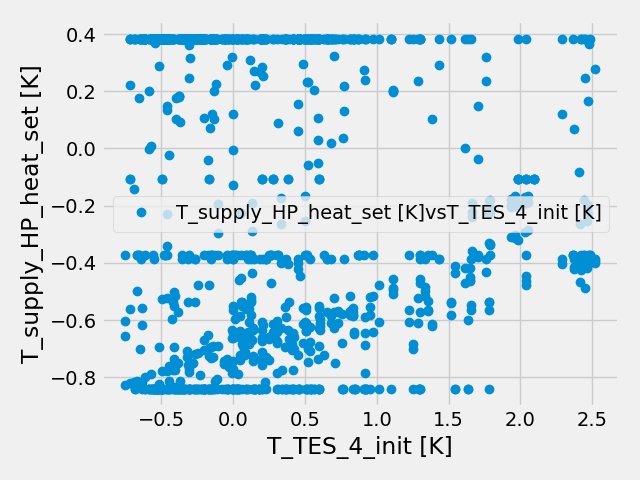 0.4
0.2
0.0
−0.2
−0.4
−0.6
−0.8
T_supply_HP_heat_set [K]
T_supply_HP_heat_set [K]vsT_TES_4_init [K]
−0.5 0.0 0.5 1.0 1.5 2.0 2.5
T_TES_4_init [K]